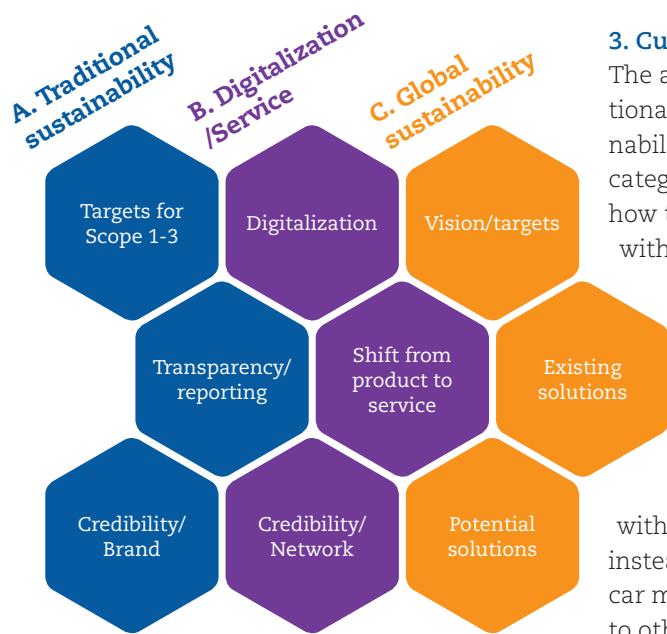 A. Traditional
sustainability
B. Digitalization
/Service
C. Global
sustainability
Targets for
Scope 1-3
Digitalization
Vision/targets
Transparency/
reporting
Shift from
product to
service
Existing
solutions
Credibility/
Brand
Credibility/
Network
Potential
solutions
3. Cu
The a
tiona
nabil
categ
how t
with
with
instea
car m
to oth